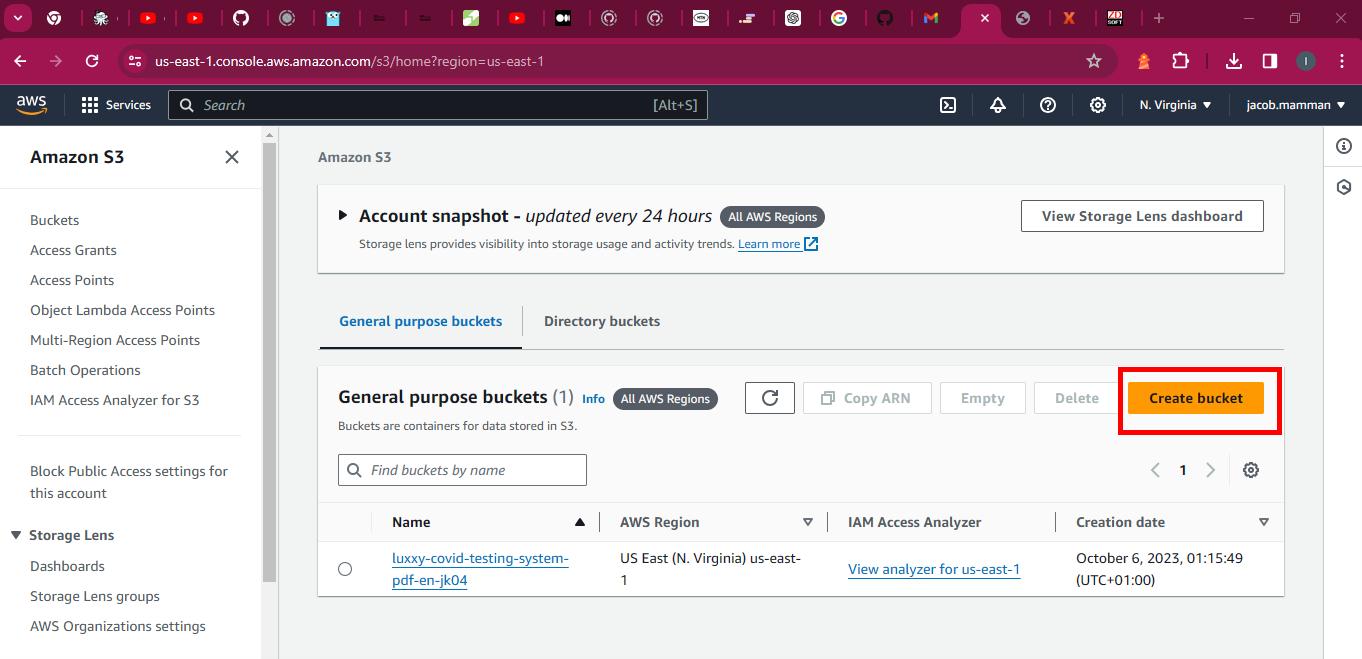 us-east-1.console.aws.amazon.com/s3/home?region=us-east-1
I
aws
Services
Search
[Alt+S]
N. Virginia
jacob.mamman
Amazon S3
Buckets
Access Grants
Access Points
Object Lambda Access Points
Multi-Region Access Points
Batch Operations
IAM Access Analyzer for S3
Block Public Access settings for
this account
Storage Lens
Dashboards
Storage Lens groups
AWS Organizations settings
Amazon S3
Account snapshot - updated every 24 hours All AWS Regions
View Storage Lens dashboard
Storage lens provides visibility into storage usage and activity trends. Learn more
General purpose buckets
Directory buckets
General purpose buckets (1) Info All AWS Regions
Copy ARN
Empty
Delete
Create bucket
Buckets are containers for data stored in S3.
Find buckets by name
1
Name
AWS Region
IAM Access Analyzer
Creation date
luxxy-covid-testing-system-
pdf-en-jk04
US East (N. Virginia) us-east-
1
View analyzer for us-east-1
October 6, 2023, 01:15:49
(UTC+01:00)